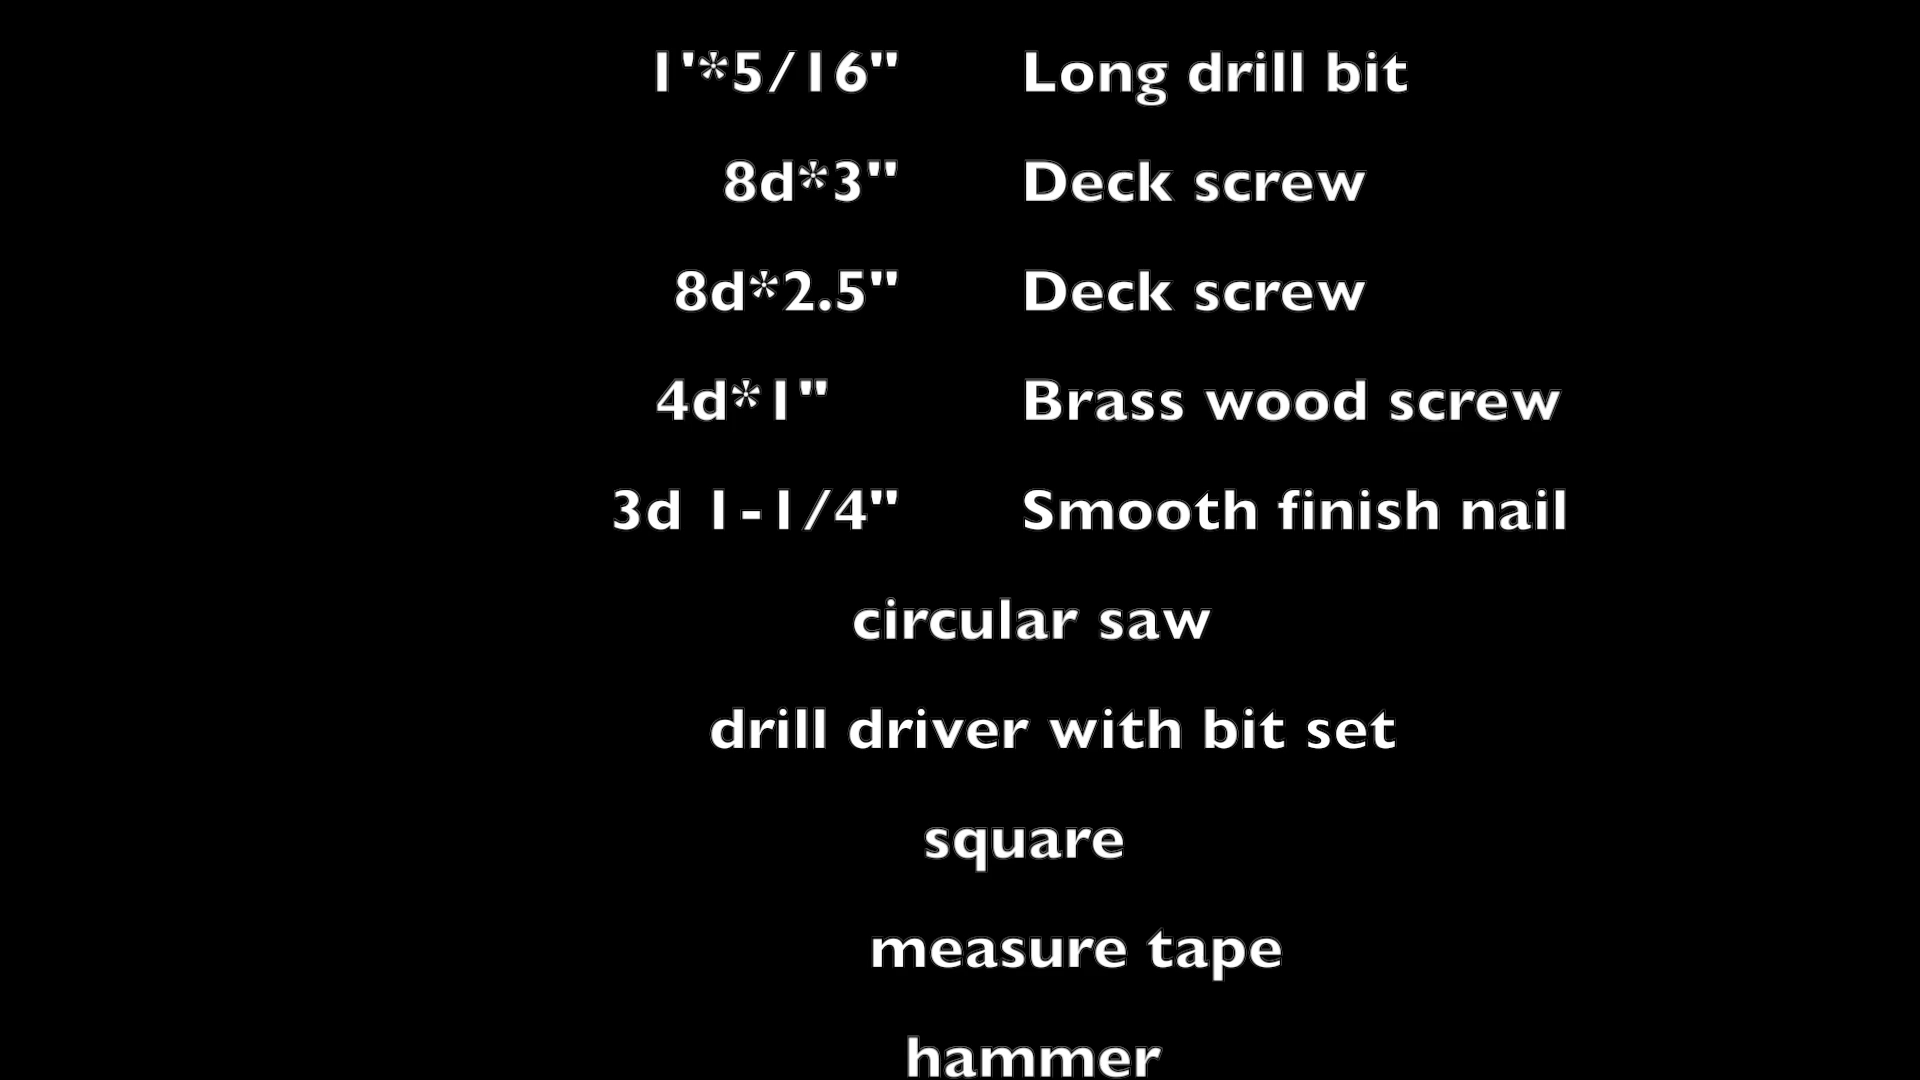 1'*5/16" Long drill bit
8d*3" Deck screw
8d*2.5" Deck screw
4d*1" Brass wood screw
3d 1-1/4" Smooth finish nail
circular saw
drill driver with bit set
square
measure tape
hammer